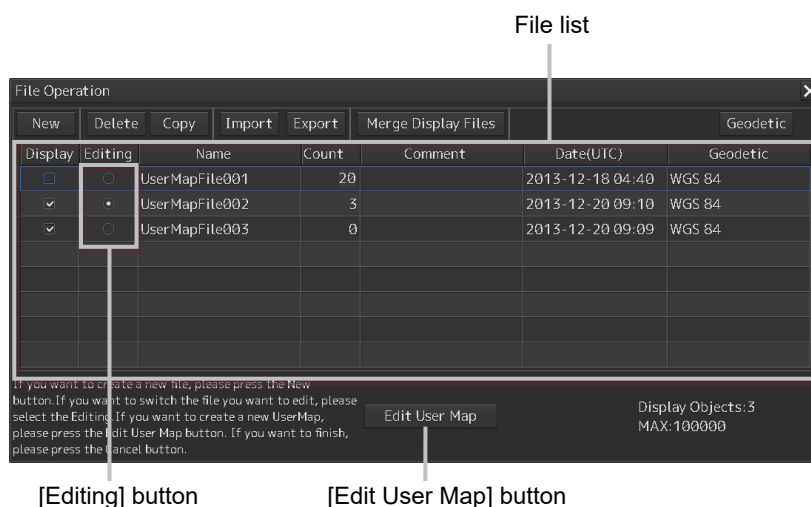 File list
File Operation
New Delete Copy Import Export Merge Display Files Geodetic
Display Editing Name Count Comment Date(UTC) Geodetic
UserMapFile001 20 2013-12-18 04:40 WGS 84
UserMapFile002 3 2013-12-20 09:10 WGS 84
UserMapFile003 0 2013-12-20 09:09 WGS 84
If you want to create a new file, please press the New
button.If you want to switch the file you want to edit, please
select the Editing.If you want to create a new UserMap,
please press the Edit User Map button. If you want to finish,
please press the Cancel button.
Edit User Map
Display Objects:3
MAX:100000
[Editing] button [Edit User Map] button